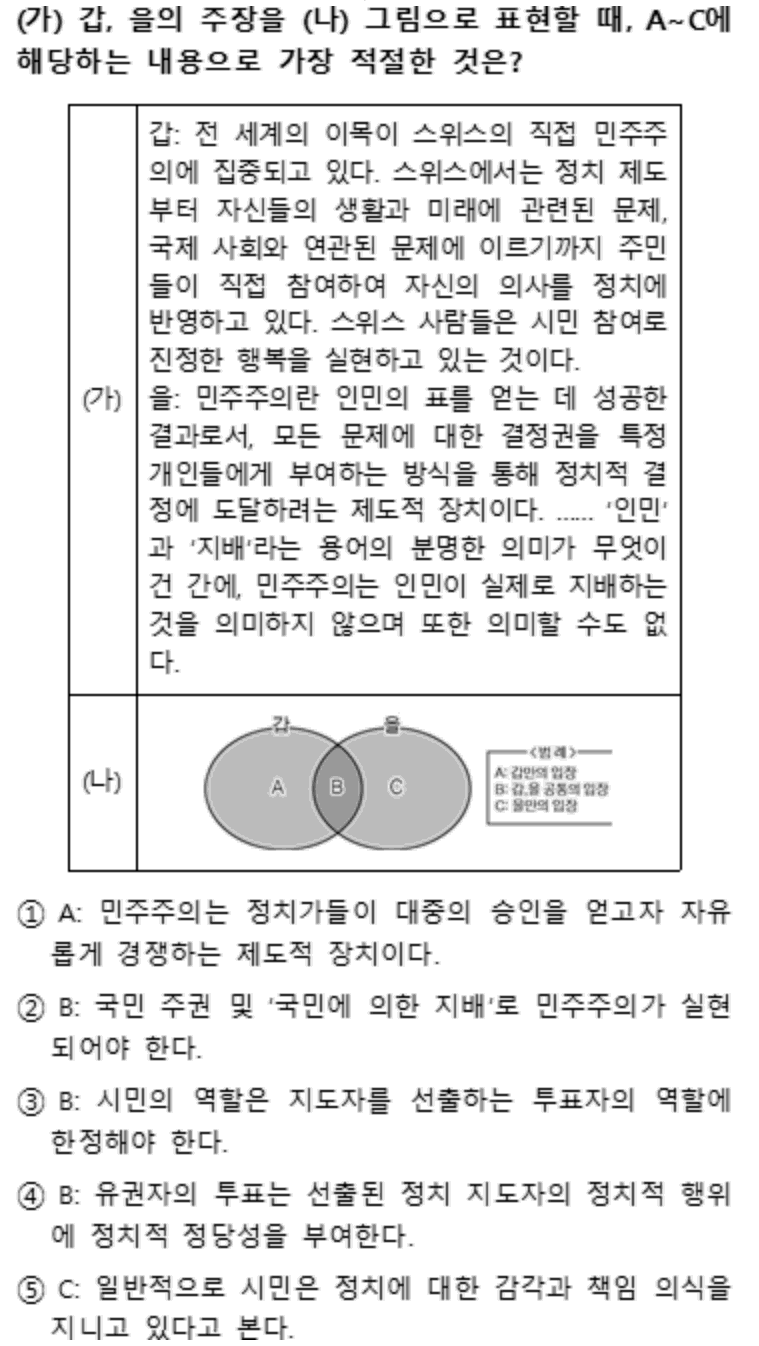 (가) 갑, 을의 주장을 (나) 그림으로 표현할 때, A~C에
해당하는 내용으로 가장 적절한 것은?
갑: 전 세계의 이목이 스위스의 직접 민주주
의에 집중되고 있다. 스위스에서는 정치 제도
부터 자신들의 생활과 미래에 관련된 문제,
국제 사회와 연관된 문제에 이르기까지 주민
들이 직접 참여하여 자신의 의사를 정치에
반영하고 있다. 스위스 사람들은 시민 참여로
진정한 행복을 실현하고 있는 것이다.
(가)
을: 민주주의란 인민의 표를 얻는 데 성공한
결과로서, 모든 문제에 대한 결정권을 특정
개인들에게 부여하는 방식을 통해 정치적 결
정에 도달하려는 제도적 장치이다. …… '인민'
과 '지배'라는 용어의 분명한 의미가 무엇이
건 간에, 민주주의는 인민이 실제로 지배하는
것을 의미하지 않으며 또한 의미할 수도 없
다.
(나)
갑 을
A B C
<범례>
A: 갑만의 입장
B: 갑,을 공통의 입장
C: 을만의 입장
① A: 민주주의는 정치가들이 대중의 승인을 얻고자 자유
롭게 경쟁하는 제도적 장치이다.
② B: 국민 주권 및 '국민에 의한 지배'로 민주주의가 실현
되어야 한다.
③ B: 시민의 역할은 지도자를 선출하는 투표자의 역할에
한정해야 한다.
④ B: 유권자의 투표는 선출된 정치 지도자의 정치적 행위
에 정치적 정당성을 부여한다.
⑤ C: 일반적으로 시민은 정치에 대한 감각과 책임 의식을
지니고 있다고 본다.